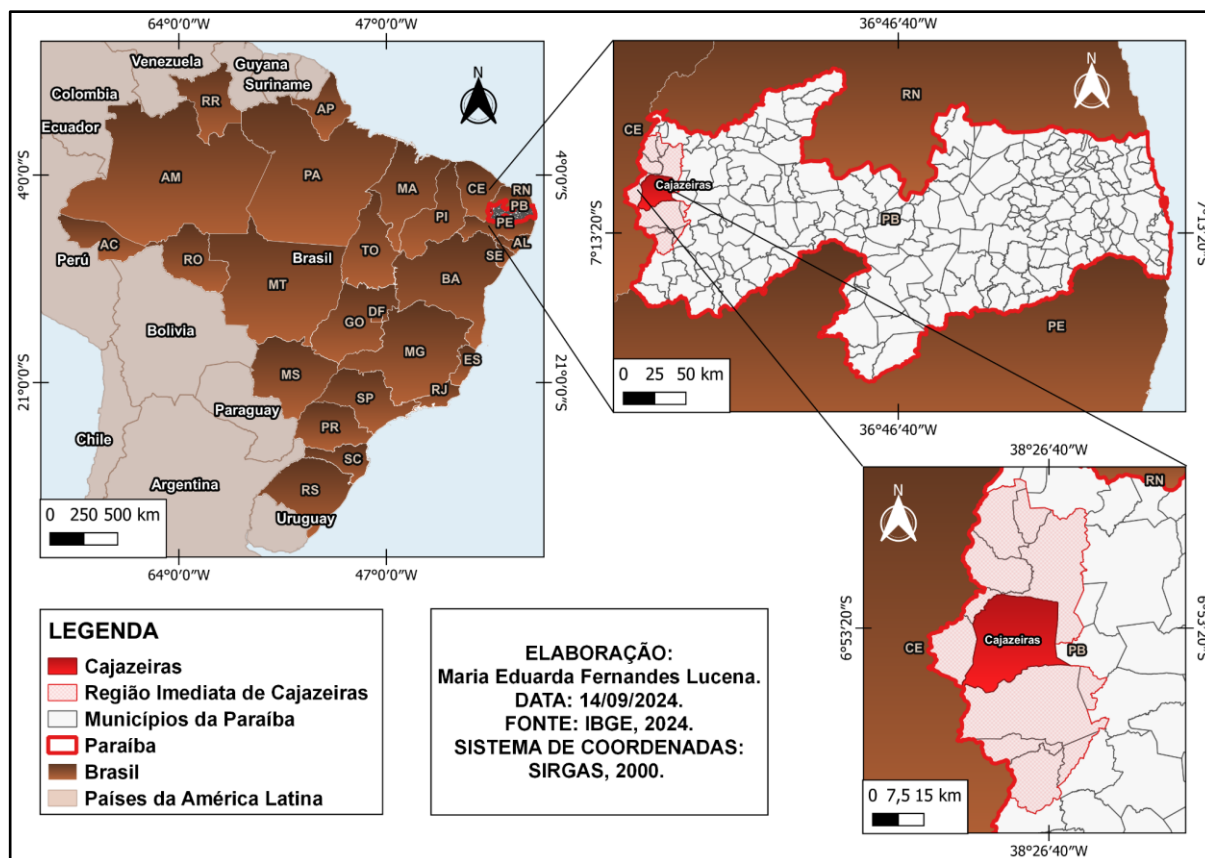 64°0′0″W 47°0′0″W
Venezuela
Guyana
Suriname
Colombia
Ecuador
RR
AP
N
4°0′0″S
4°0′0″S
AM
PA
MA
CE
RN
PB
PI
PE
AL
SE
AC
RO
TO
Perú
Brasil
MT
BA
DF
GO
Bolivia
MG
ES
MS
21°0′0″S
21°0′0″S
SP
RJ
Paraguay
PR
Chile
SC
Argentina
RS
Uruguay
0 250 500 km
64°0′0″W 47°0′0″W
36°46′40″W
N
RN
CE
Cajazeiras
PB
7°13′20″S
7°13′20″S
PE
0 25 50 km
36°46′40″W
38°26′40″W
RN
N
6°53′20″S
6°53′20″S
Cajazeiras
CE
PB
0 7,5 15 km
38°26′40″W
LEGENDA
Cajazeiras
Região Imediata de Cajazeiras
Municípios da Paraíba
Paraíba
Brasil
Países da América Latina
ELABORAÇÃO:
Maria Eduarda Fernandes Lucena.
DATA: 14/09/2024.
FONTE: IBGE, 2024.
SISTEMA DE COORDENADAS:
SIRGAS, 2000.